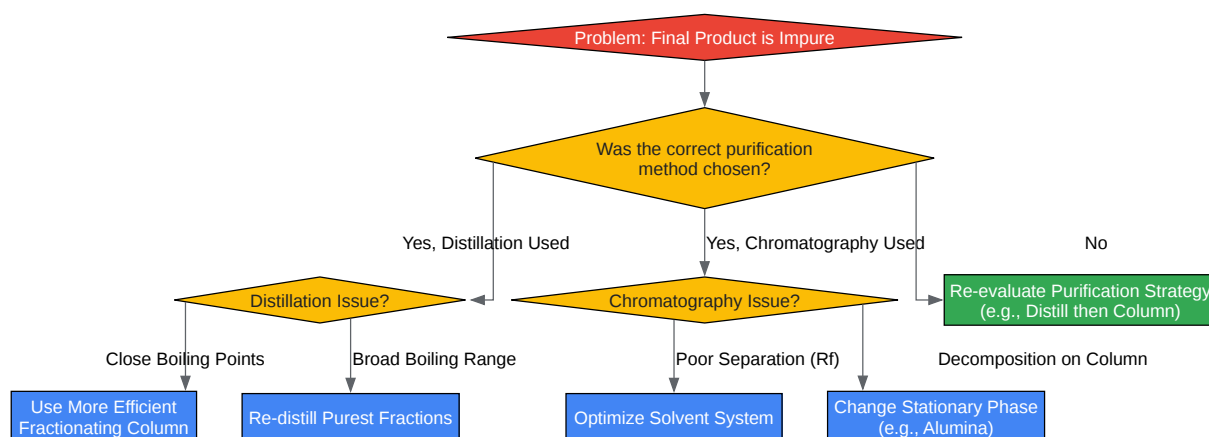 Problem: Final Product is Impure
Was the correct purification
method chosen?
Yes, Distillation Used
Yes, Chromatography Used
No
Distillation Issue?
Chromatography Issue?
Re-evaluate Purification Strategy
(e.g., Distill then Column)
Close Boiling Points
Broad Boiling Range
Poor Separation (Rf)
Decomposition on Column
Use More Efficient
Fractionating Column
Re-distill Purest Fractions
Optimize Solvent System
Change Stationary Phase
(e.g., Alumina)